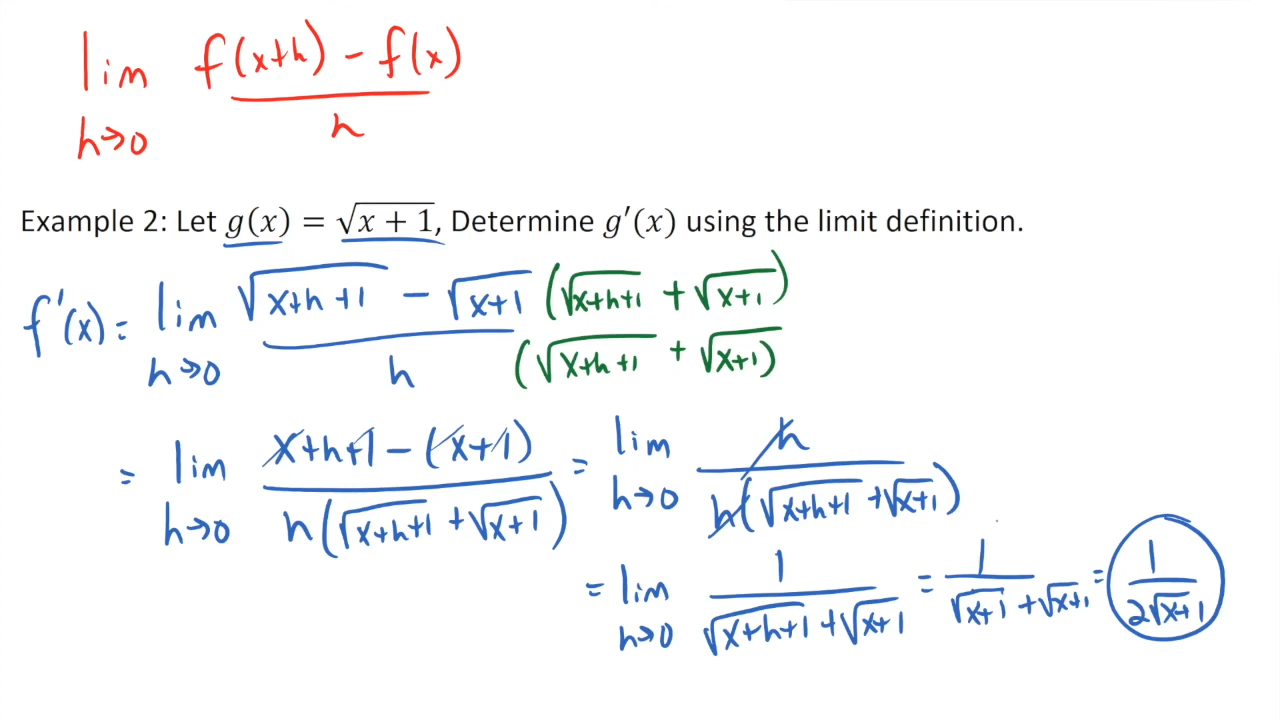 lim f(x+h) - f(x)
h→0 h
Example 2: Let g(x) = √x + 1, Determine g′(x) using the limit definition.
f'(x) = lim √x+h+1 - √x+1 (√x+h+1 + √x+1)
h→0 h (√x+h+1 + √x+1)
= lim x+h+1 - (x+1) = lim h
h→0 h(√x+h+1 + √x+1) h→0 h(√x+h+1 + √x+1)
= lim 1 = 1 = 1
h→0 √x+h+1 + √x+1 √x+1 + √x+1 2√x+1